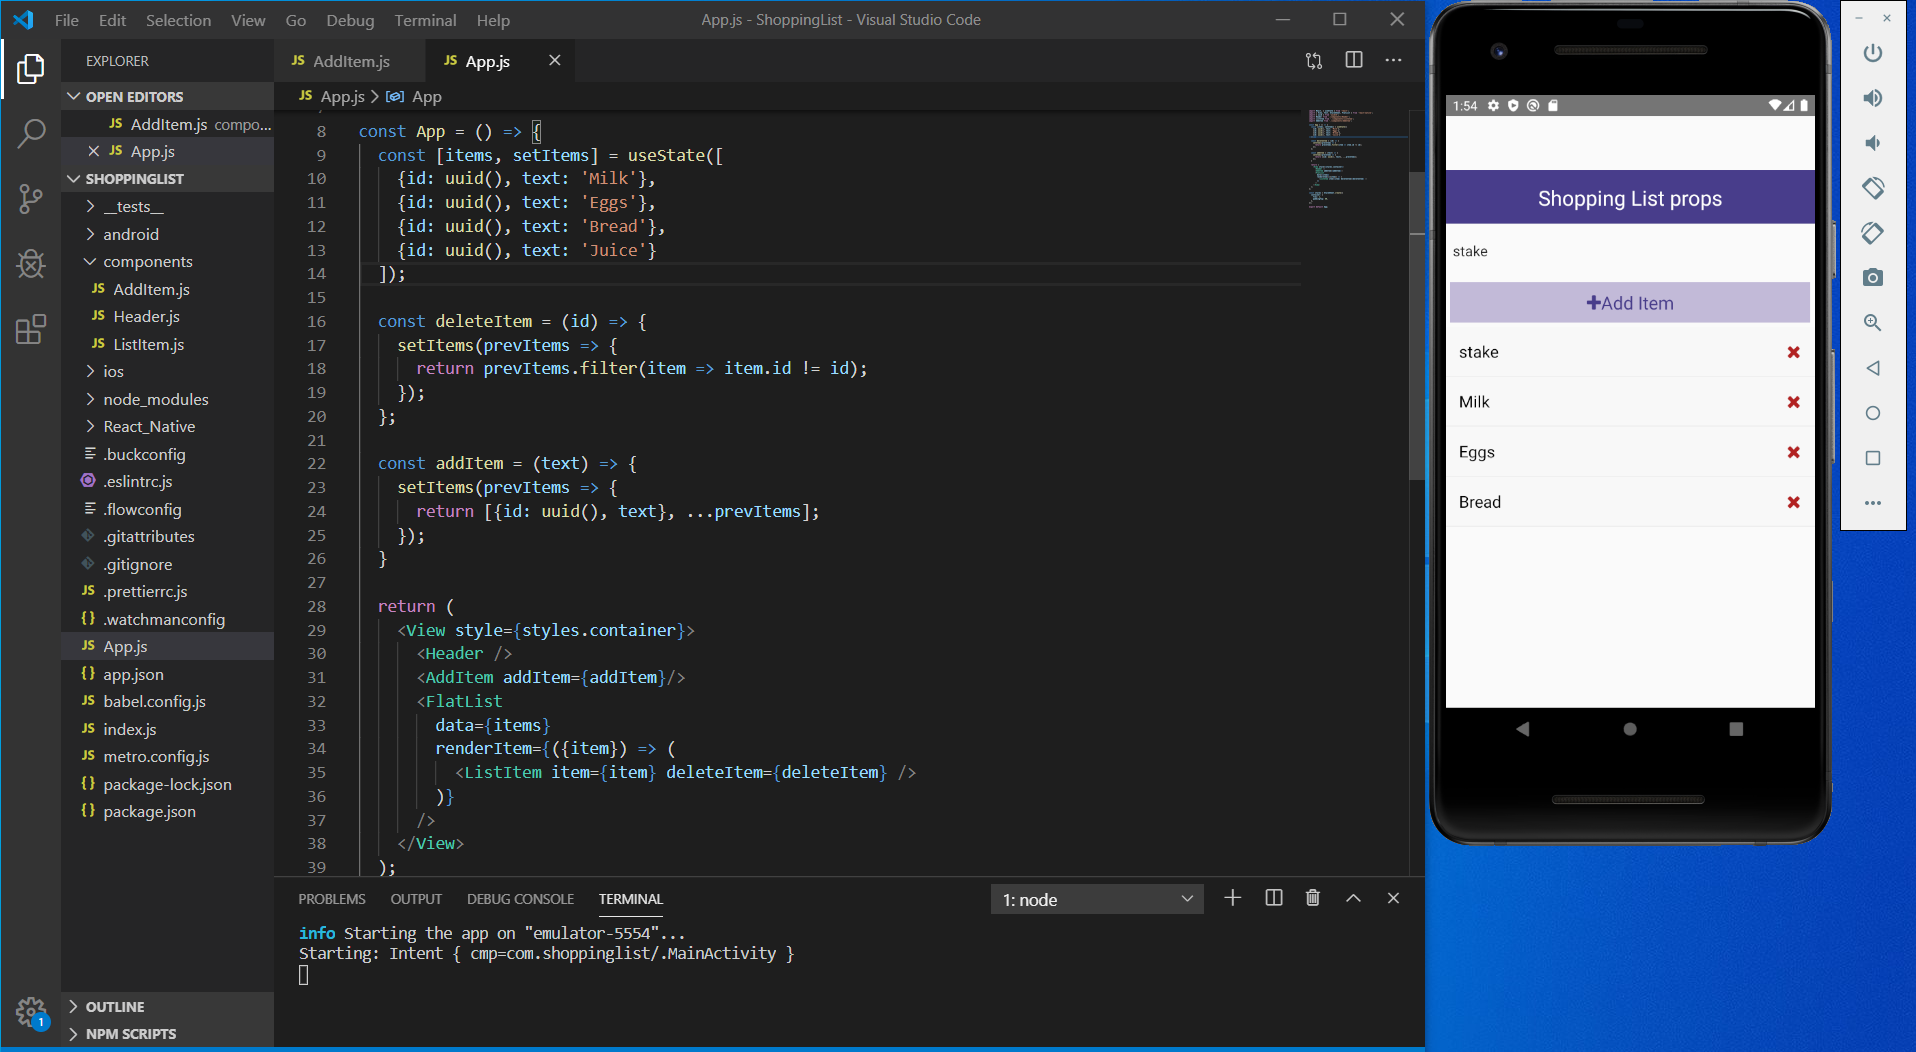 File Edit Selection View Go Debug Terminal Help
App.js - ShoppingList - Visual Studio Code
EXPLORER
OPEN EDITORS
JS AddItem.js compo...
JS App.js
SHOPPINGLIST
__tests__
android
components
JS AddItem.js
JS Header.js
JS ListItem.js
ios
node_modules
React_Native
.buckconfig
.eslintrc.js
.flowconfig
.gitattributes
.gitignore
JS .prettierrc.js
{} .watchmanconfig
JS App.js
{} app.json
JS babel.config.js
JS index.js
JS metro.config.js
{} package-lock.json
{} package.json
OUTLINE
NPM SCRIPTS
1
JS AddItem.js JS App.js
JS App.js > App
8 const App = () => {
9 const [items, setItems] = useState([
10 {id: uuid(), text: 'Milk'},
11 {id: uuid(), text: 'Eggs'},
12 {id: uuid(), text: 'Bread'},
13 {id: uuid(), text: 'Juice'}
14 ]);
15
16 const deleteItem = (id) => {
17 setItems(prevItems => {
18 return prevItems.filter(item => item.id != id);
19 });
20 };
21
22 const addItem = (text) => {
23 setItems(prevItems => {
24 return [{id: uuid(), text}, ...prevItems];
25 });
26 }
27
28 return (
29 <View style={styles.container}>
30 <Header />
31 <AddItem addItem={addItem}/>
32 <FlatList
33 data={items}
34 renderItem={({item}) => (
35 <ListItem item={item} deleteItem={deleteItem} />
36 )}
37 />
38 </View>
39 );
PROBLEMS OUTPUT DEBUG CONSOLE TERMINAL
1: node
info Starting the app on "emulator-5554"...
Starting: Intent { cmp=com.shoppinglist/.MainActivity }
1:54
Shopping List props
stake
+Add Item
stake
Milk
Eggs
Bread